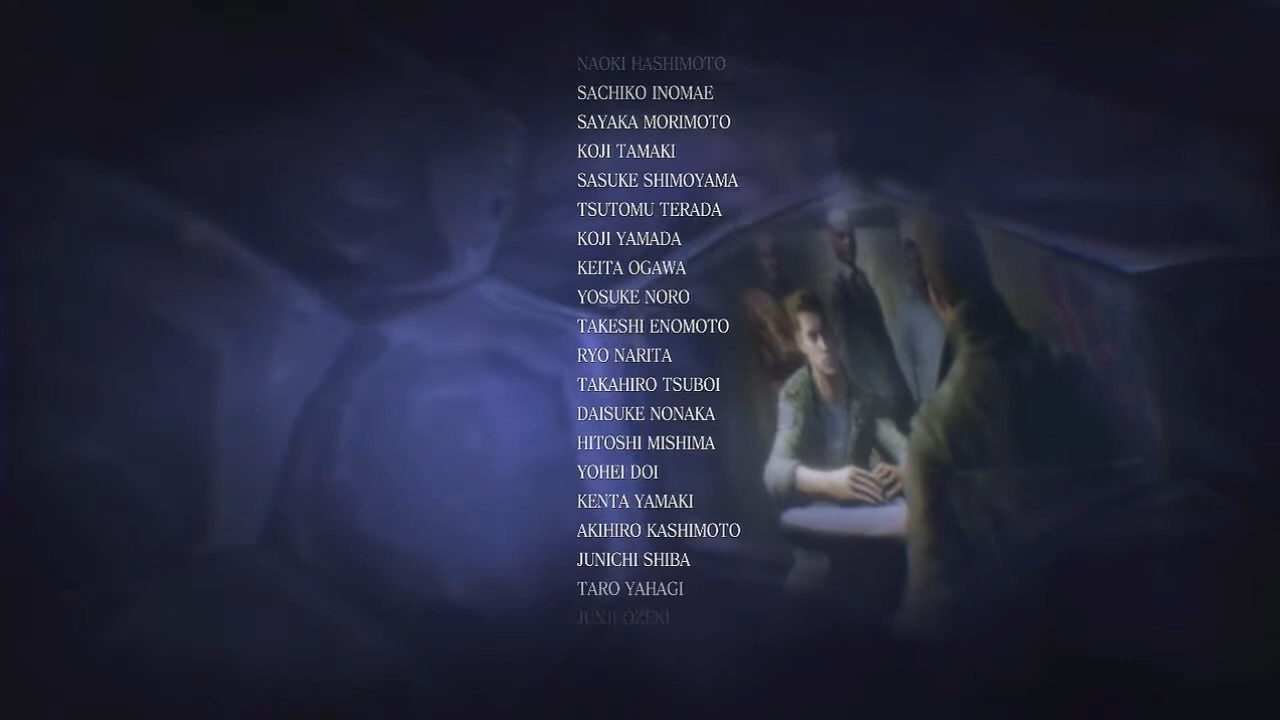 NAOKI HASHIMOTO
SACHIKO INOMAE
SAYAKA MORIMOTO
KOJI TAMAKI
SASUKE SHIMOYAMA
TSUTOMU TERADA
KOJI YAMADA
KEITA OGAWA
YOSUKE NORO
TAKESHI ENOMOTO
RYO NARITA
TAKAHIRO TSUBOI
DAISUKE NONAKA
HITOSHI MISHIMA
YOHEI DOI
KENTA YAMAKI
AKIHIRO KASHIMOTO
JUNICHI SHIBA
TARO YAHAGI
JUNJI OZEKI